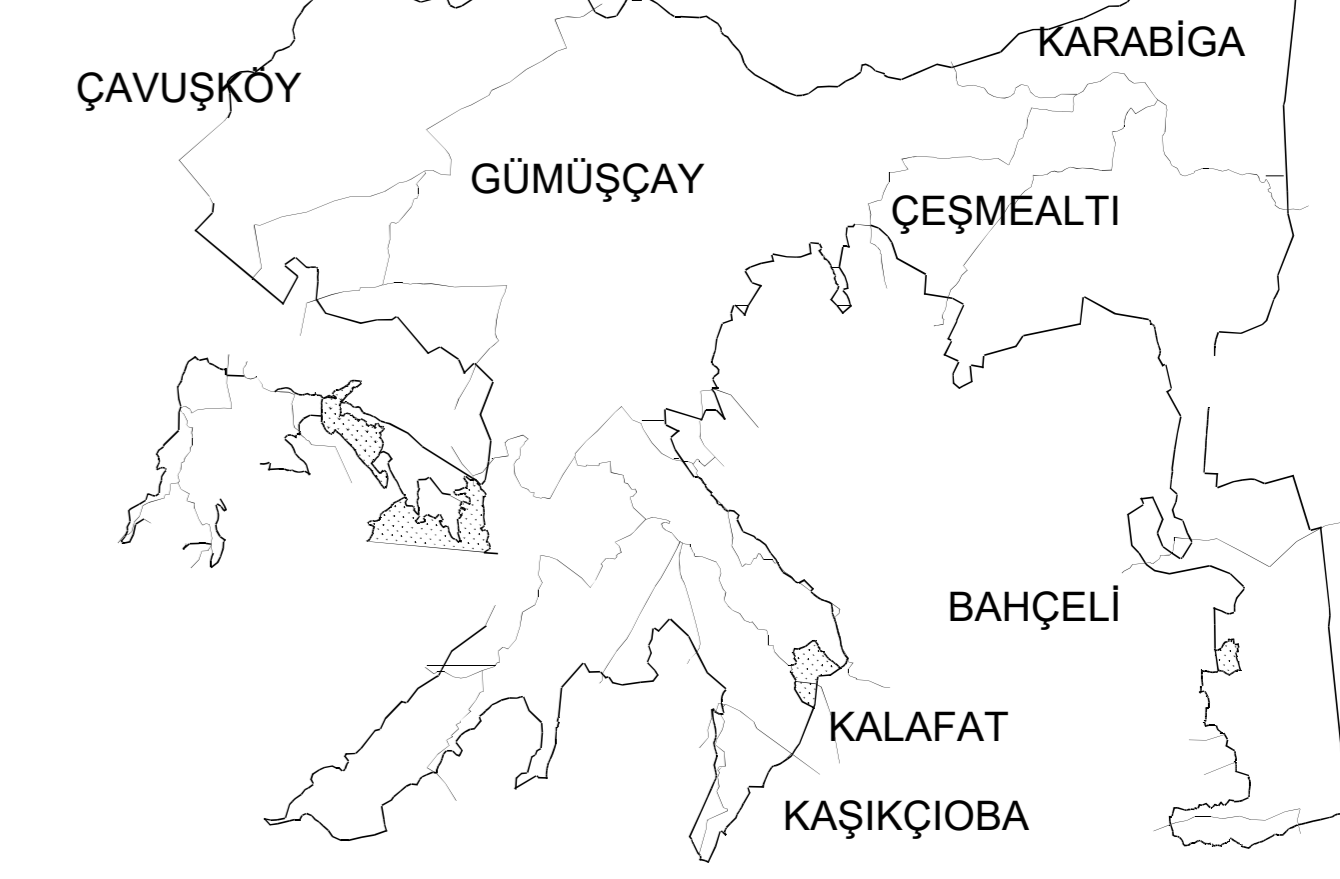 KARABİGA
ÇAVUŞKÖY
GÜMÜŞÇAY
ÇEŞMEALTI
BAHÇELİ
KALAFAT
KAŞIKÇIOBA